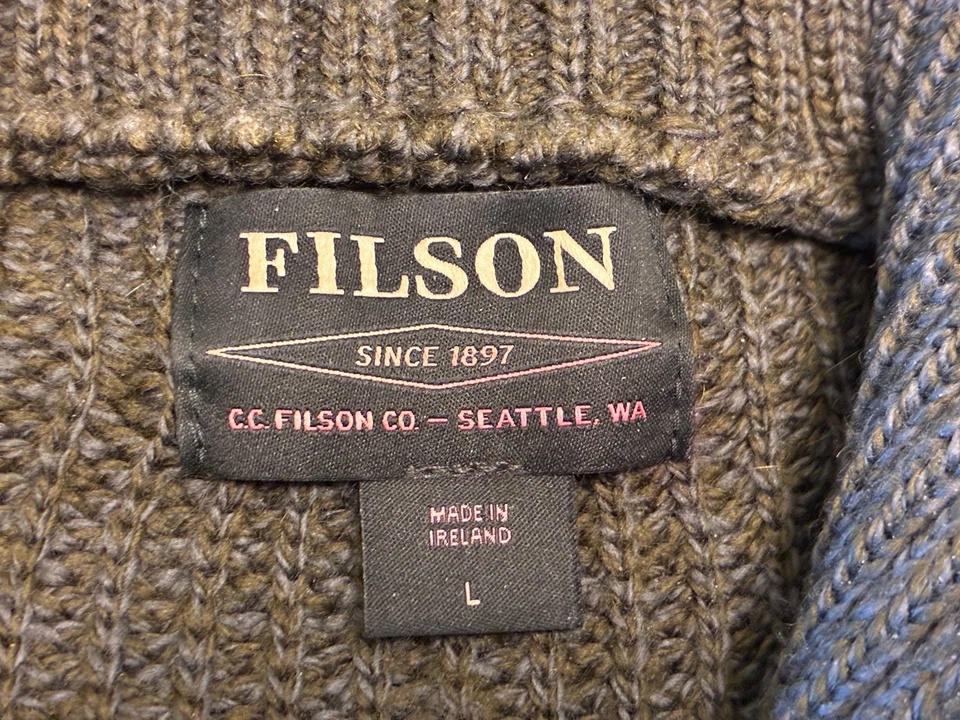 FILSON
SINCE 1897
C.C. FILSON CO. — SEATTLE, WA
MADE IN
IRELAND
L